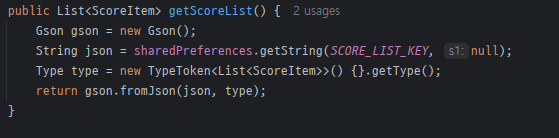 public List<ScoreItem> getScoreList() { 2 usages
Gson gson = new Gson();
String json = sharedPreferences.getString(SCORE_LIST_KEY, s1: null);
Type type = new TypeToken<List<ScoreItem>>() {}.getType();
return gson.fromJson(json, type);
}